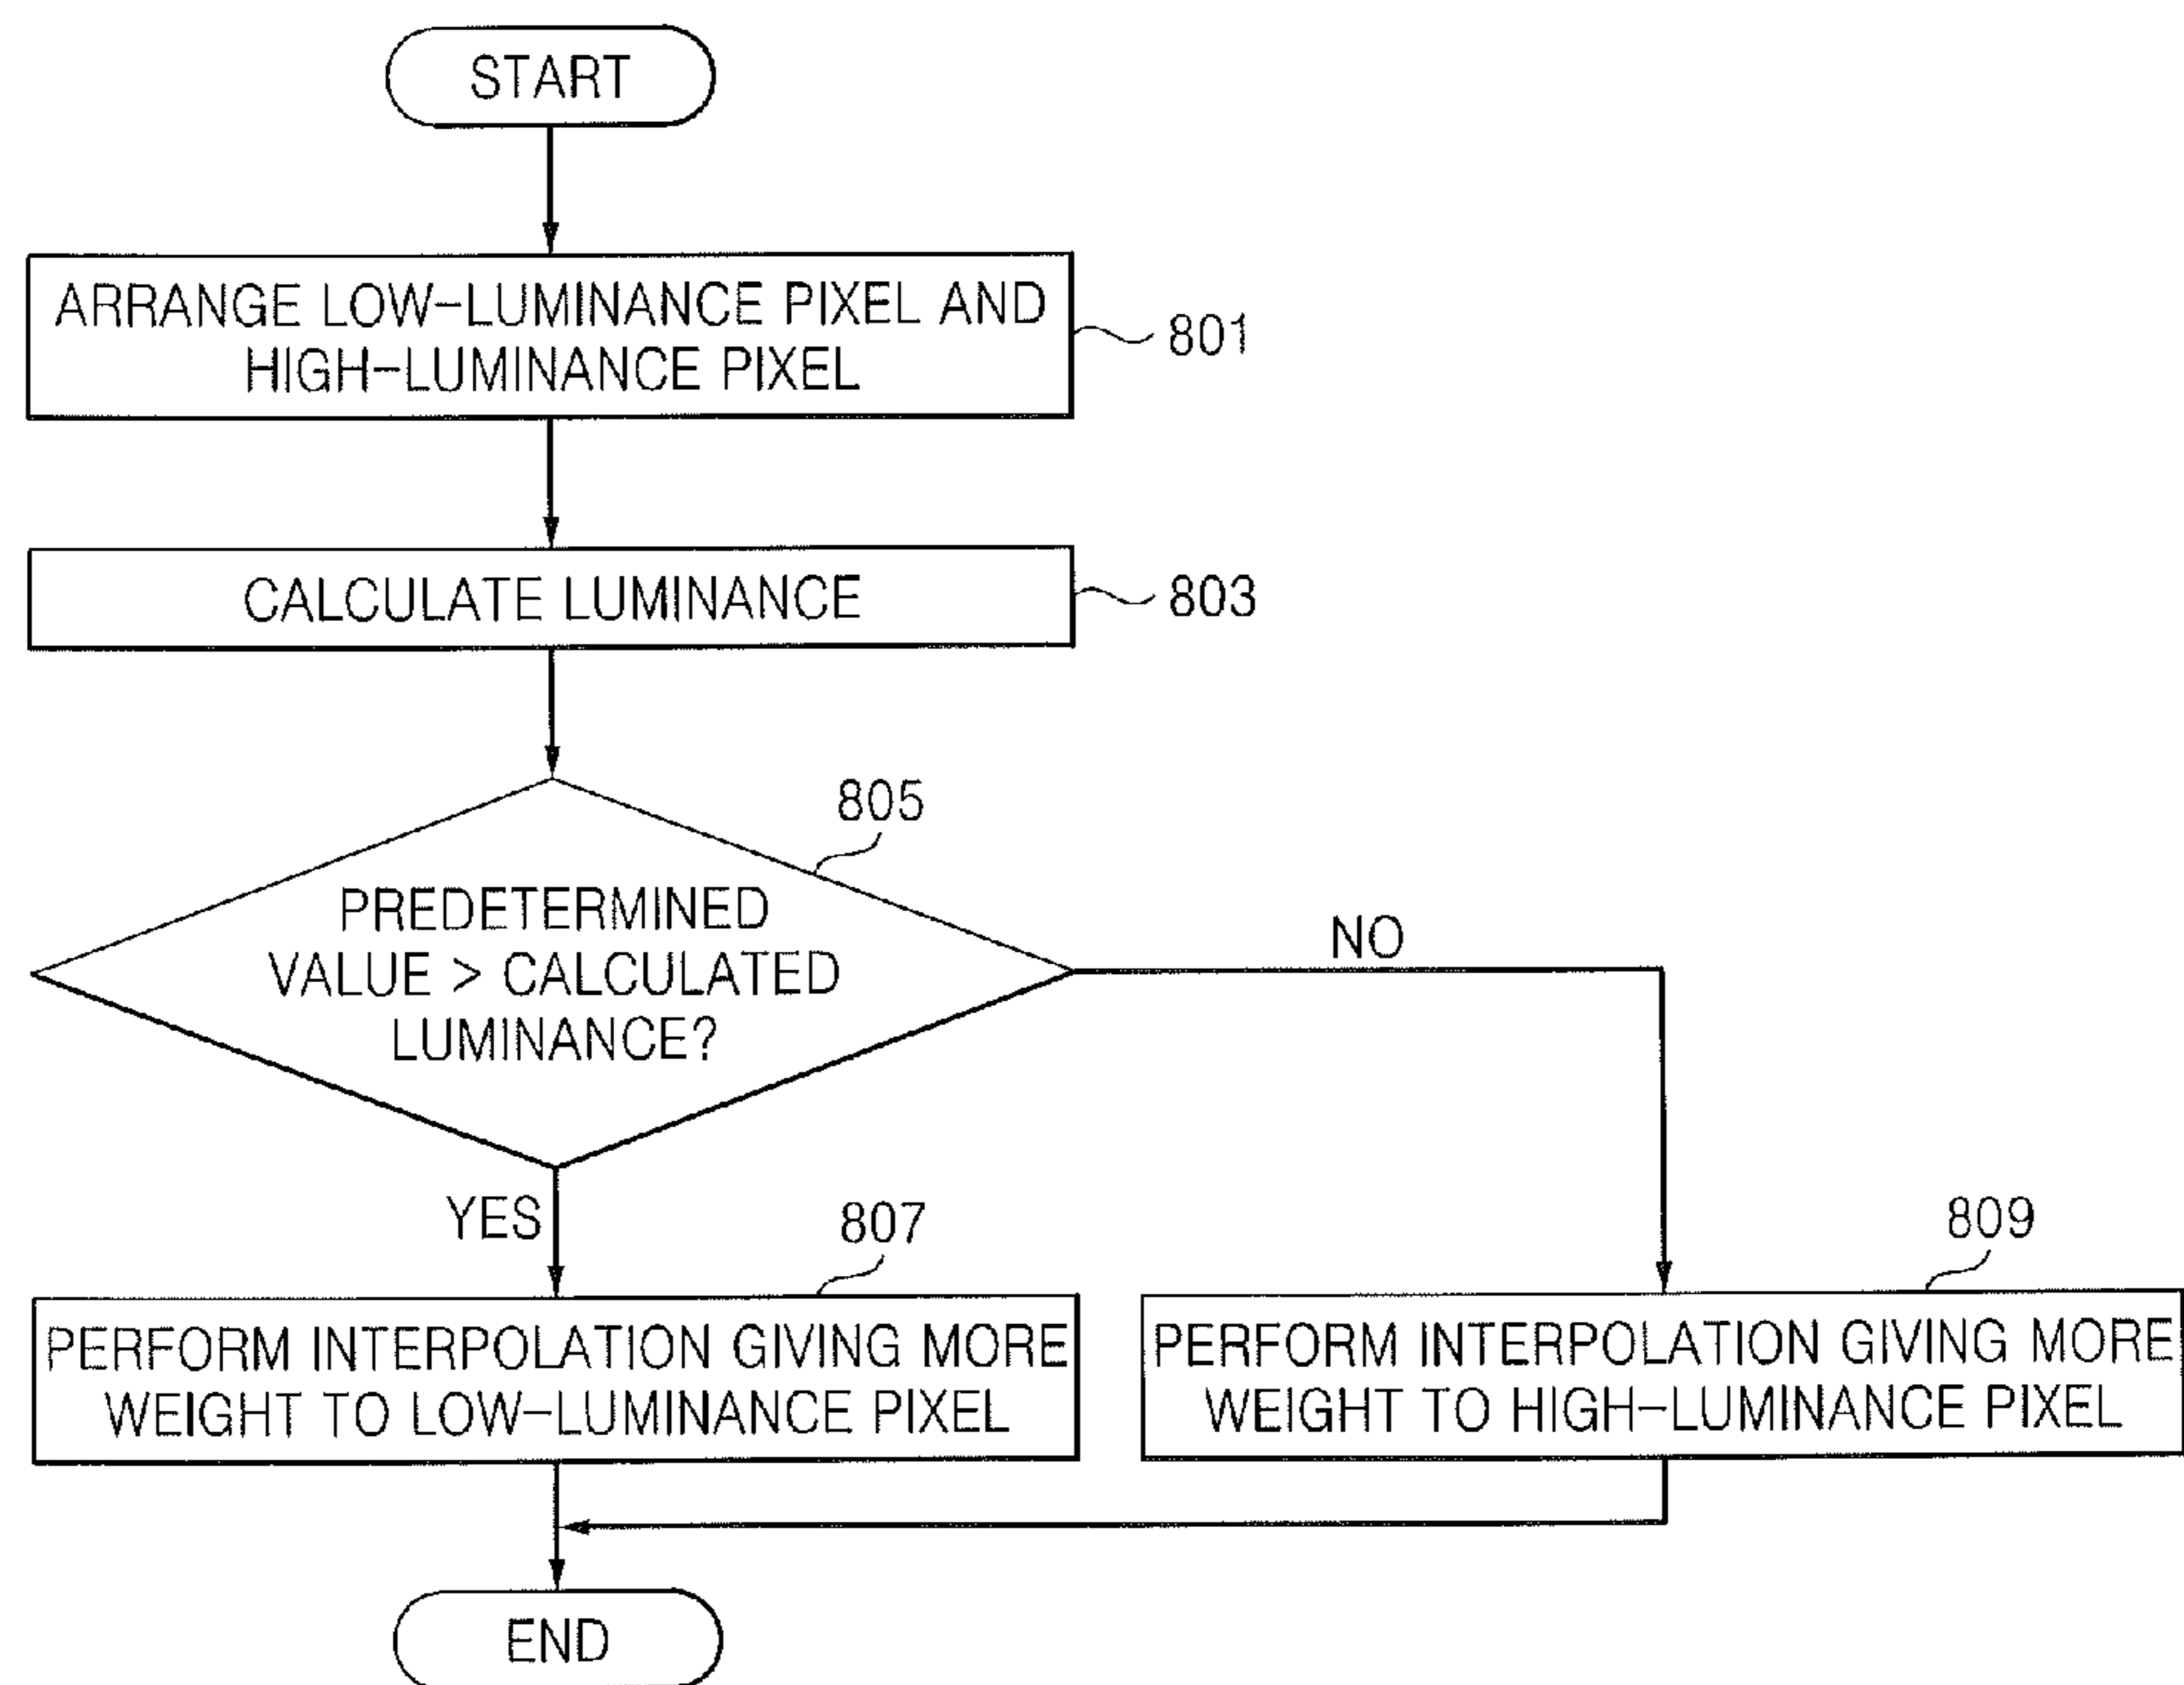 START
ARRANGE LOW-LUMINANCE PIXEL AND
HIGH-LUMINANCE PIXEL
801
CALCULATE LUMINANCE
803
805
PREDETERMINED
VALUE > CALCULATED
LUMINANCE?
NO
YES
807
PERFORM INTERPOLATION GIVING MORE
WEIGHT TO LOW-LUMINANCE PIXEL
809
PERFORM INTERPOLATION GIVING MORE
WEIGHT TO HIGH-LUMINANCE PIXEL
END